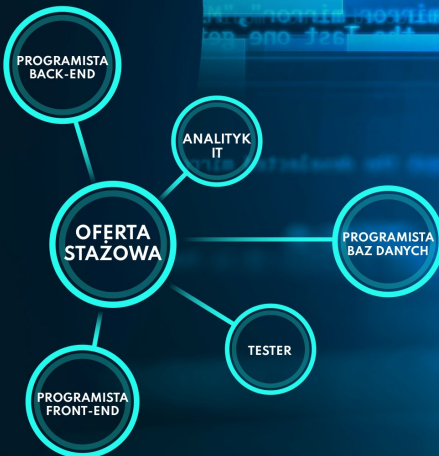 PROGRAMISTA
BACK-END
ANALITYK
IT
OFERTA
STAŻOWA
PROGRAMISTA
BAZ DANYCH
TESTER
PROGRAMISTA
FRONT-END